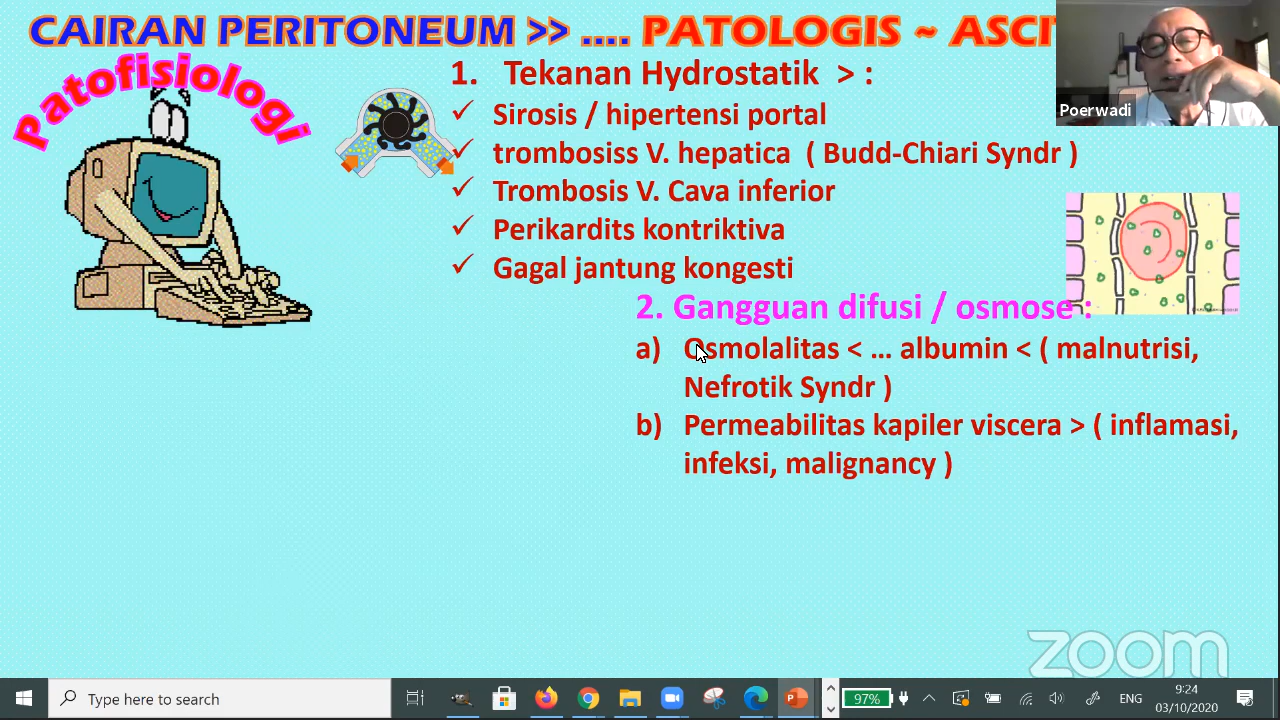 CAIRAN PERITONEUM >> .... PATOLOGIS ~ ASCI
Patofisiologi
1. Tekanan Hydrostatik > :
✓ Sirosis / hipertensi portal
✓ trombosiss V. hepatica ( Budd-Chiari Syndr )
✓ Trombosis V. Cava inferior
✓ Perikardits kontriktiva
✓ Gagal jantung kongesti
2. Gangguan difusi / osmose :
a) Osmolalitas < ... albumin < ( malnutrisi,
Nefrotik Syndr )
b) Permeabilitas kapiler viscera > ( inflamasi,
infeksi, malignancy )
Poerwadi
zoom
Type here to search
97%
ENG
9:24
03/10/2020